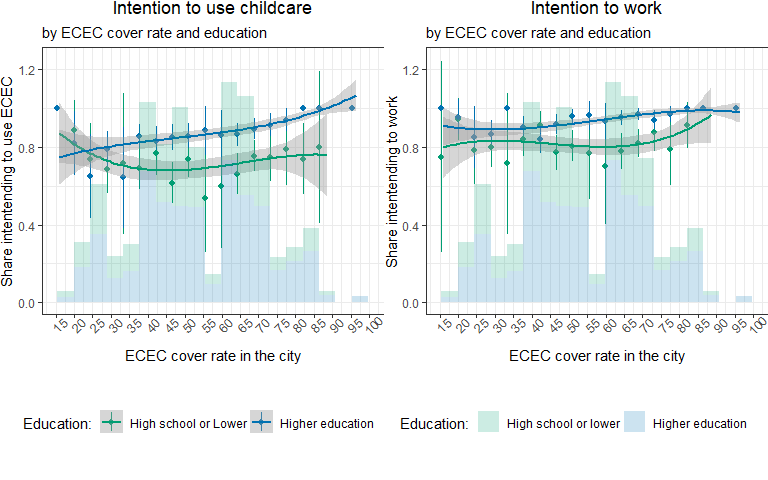 Intention to use childcare
by ECEC cover rate and education
Share intentending to use ECEC
1.2
0.8
0.4
0.0
15 20 25 30 35 40 45 50 55 60 65 70 75 80 85 95 100
ECEC cover rate in the city
Education: High school or Lower Higher education
Intention to work
by ECEC cover rate and education
Share intentending to work
1.2
0.8
0.4
0.0
15 20 25 30 35 40 45 50 55 60 65 70 75 80 85 95 100
ECEC cover rate in the city
Education: High school or lower Higher education